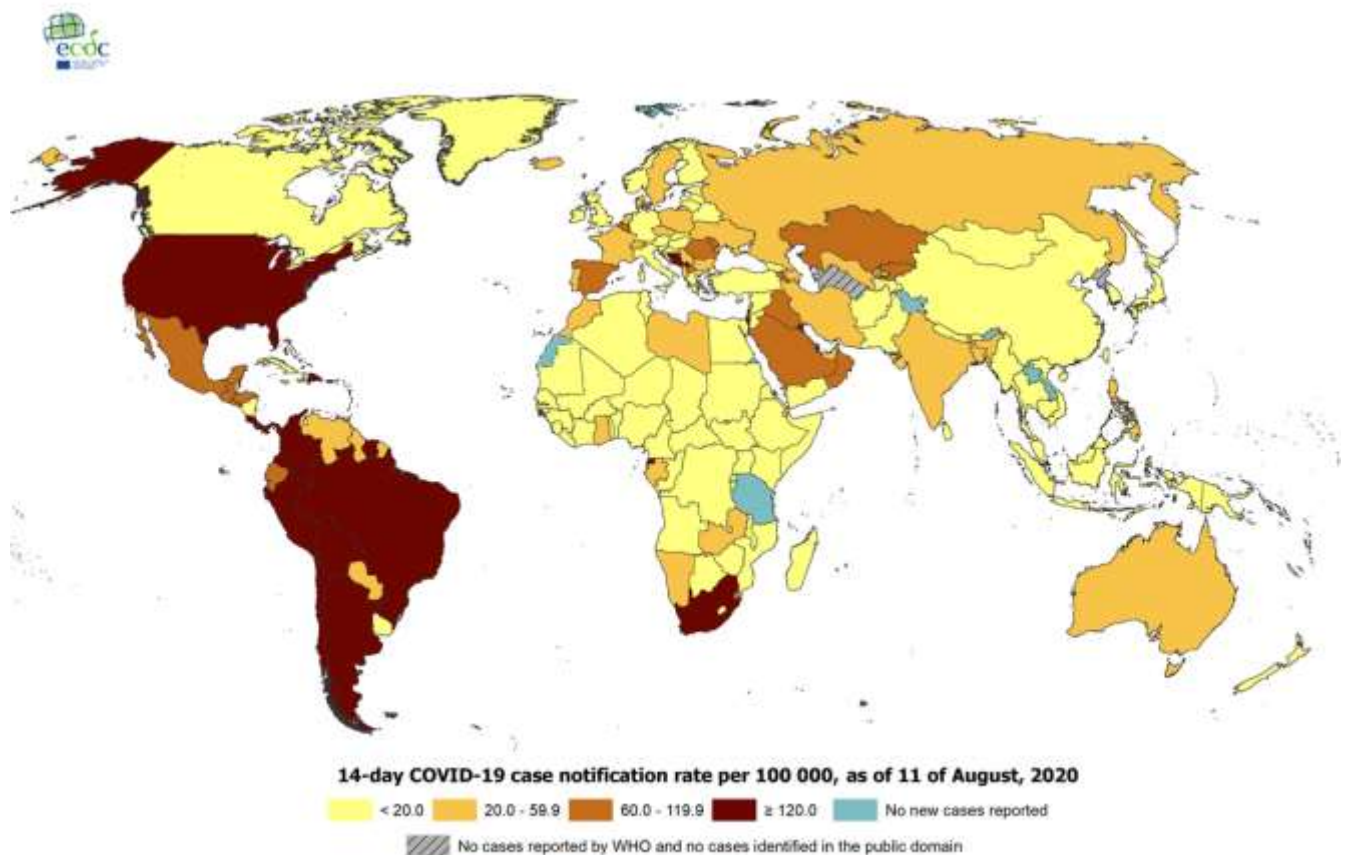 ecdc
14-day COVID-19 case notification rate per 100 000, as of 11 of August, 2020
< 20.0 20.0 - 59.9 60.0 - 119.9 ≥ 120.0 No new cases reported
No cases reported by WHO and no cases identified in the public domain